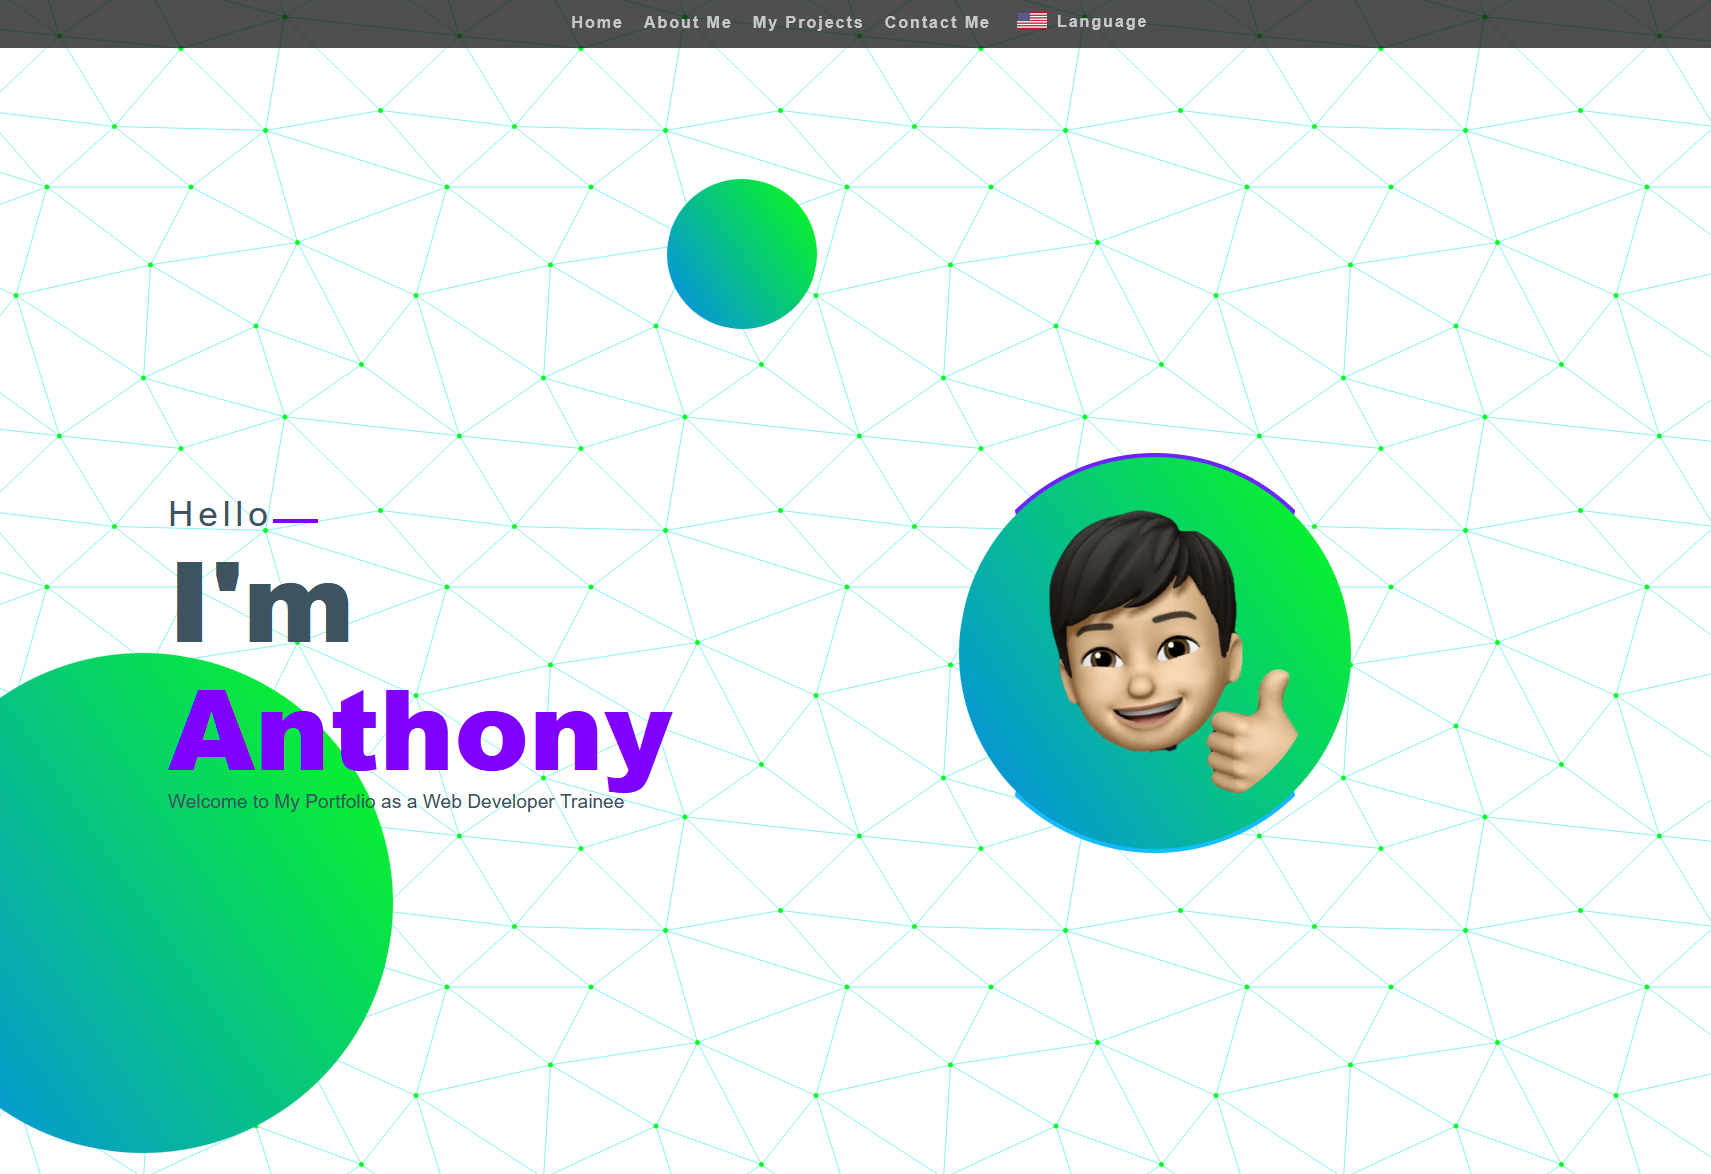 Home About Me My Projects Contact Me Language
Hello
I'm
Anthony
Welcome to My Portfolio as a Web Developer Trainee